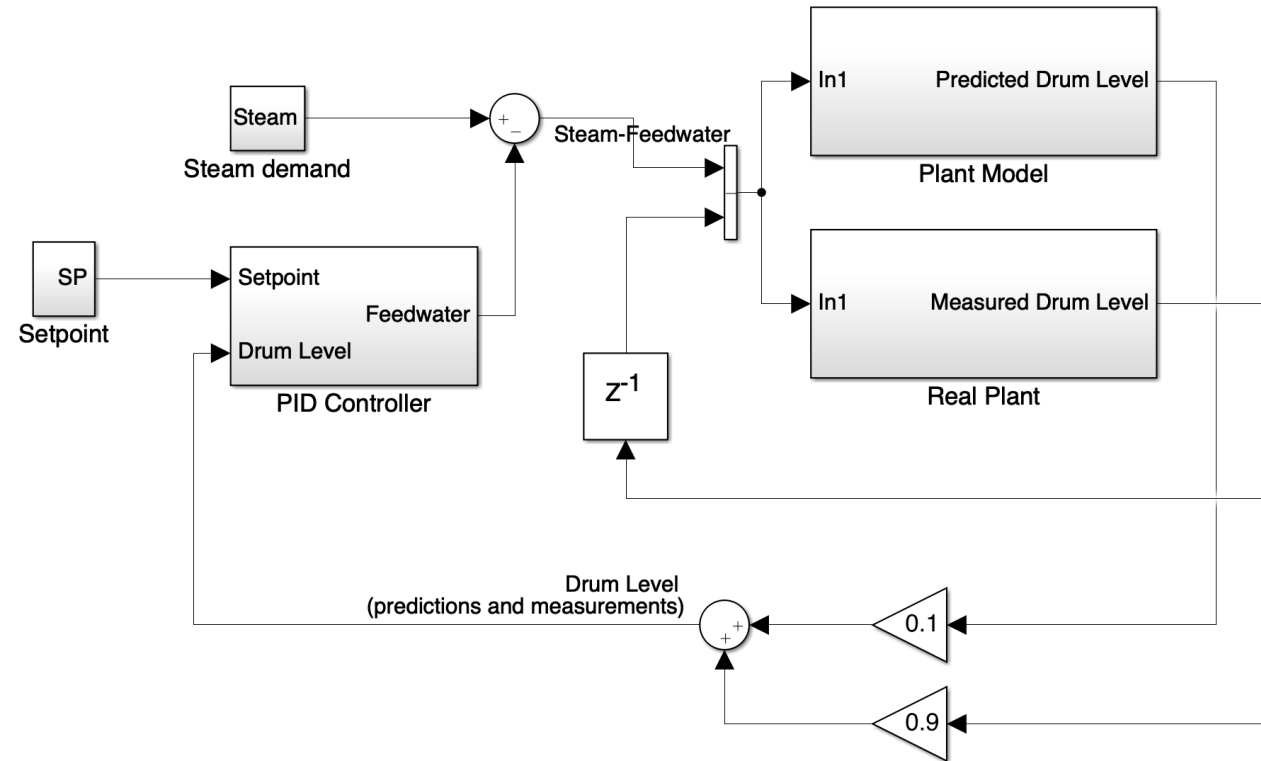 Steam
Steam demand
+
−
Steam-Feedwater
In1
Predicted Drum Level
Plant Model
SP
Setpoint
Setpoint
Feedwater
Drum Level
PID Controller
In1
Measured Drum Level
Real Plant
z-1
Drum Level
(predictions and measurements)
+
+
0.1
0.9